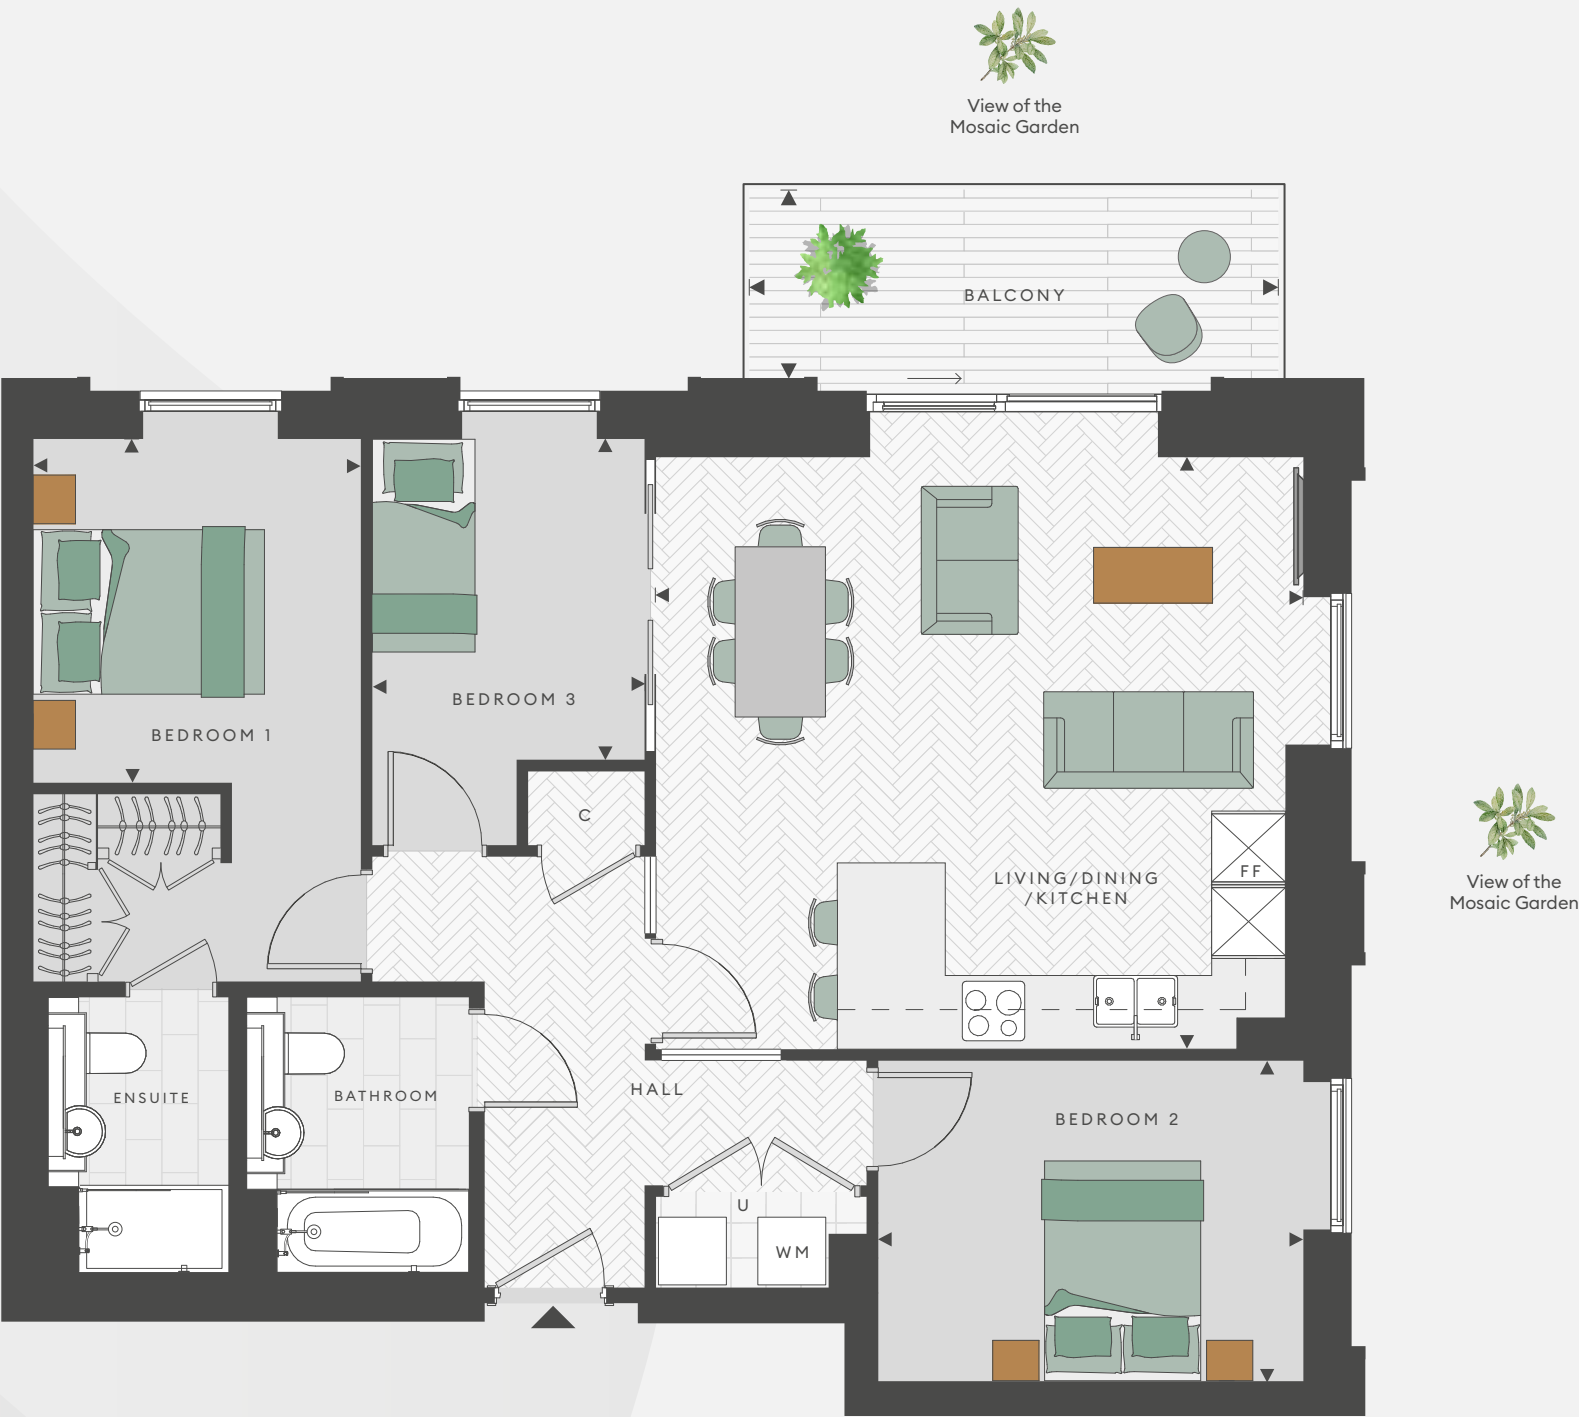 View of the
Mosaic Garden
BALCONY
BEDROOM 3
BEDROOM 1
C
LIVING/DINING
/KITCHEN
FF
View of the
Mosaic Garden
ENSUITE
BATHROOM
HALL
BEDROOM 2
U
WM